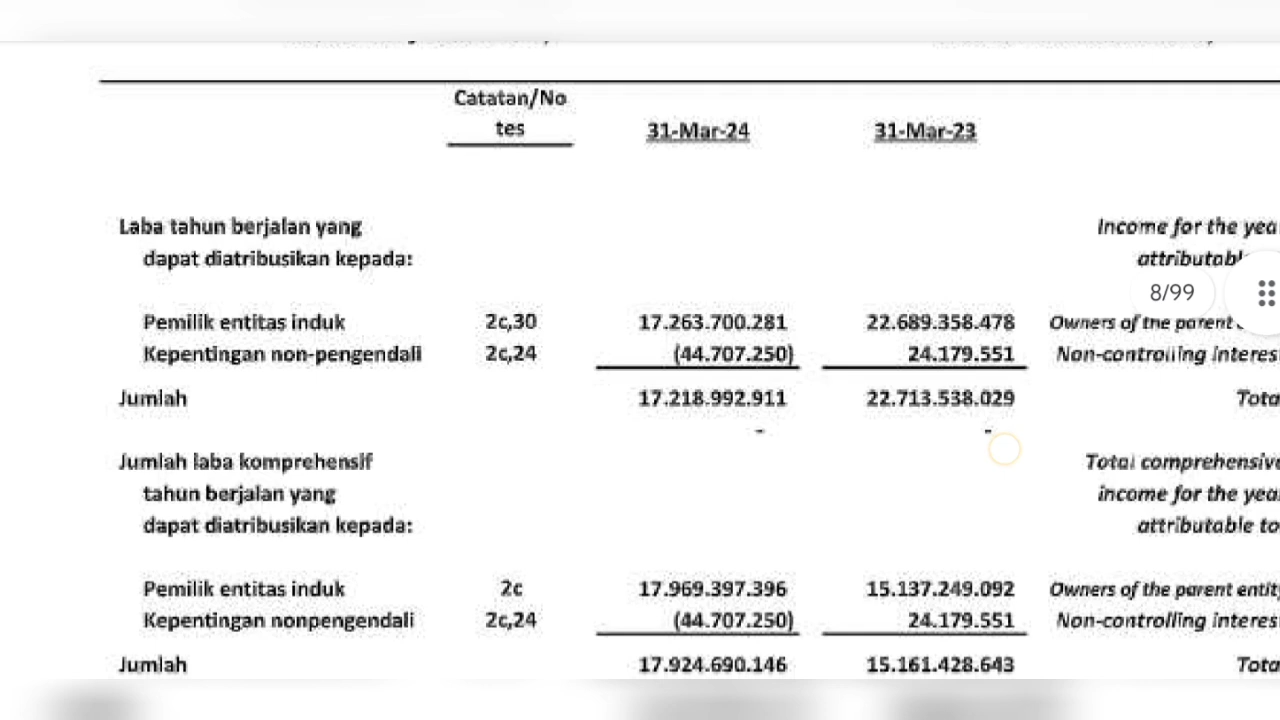 Catatan/No
tes 31-Mar-24 31-Mar-23
Laba tahun berjalan yang Income for the yea
dapat diatribusikan kepada: attributabl
8/99
Pemilik entitas induk 2c,30 17.263.700.281 22.689.358.478 Owners of the parent
Kepentingan non-pengendali 2c,24 (44.707.250) 24.179.551 Non-controlling interes
Jumlah 17.218.992.911 22.713.538.029 Tota
- -
Jumlah laba komprehensif Total comprehensive
tahun berjalan yang income for the yea
dapat diatribusikan kepada: attributable to
Pemilik entitas induk 2c 17.969.397.396 15.137.249.092 Owners of the parent entity
Kepentingan nonpengendali 2c,24 (44.707.250) 24.179.551 Non-controlling interes
Jumlah 17.924.690.146 15.161.428.643 Tota